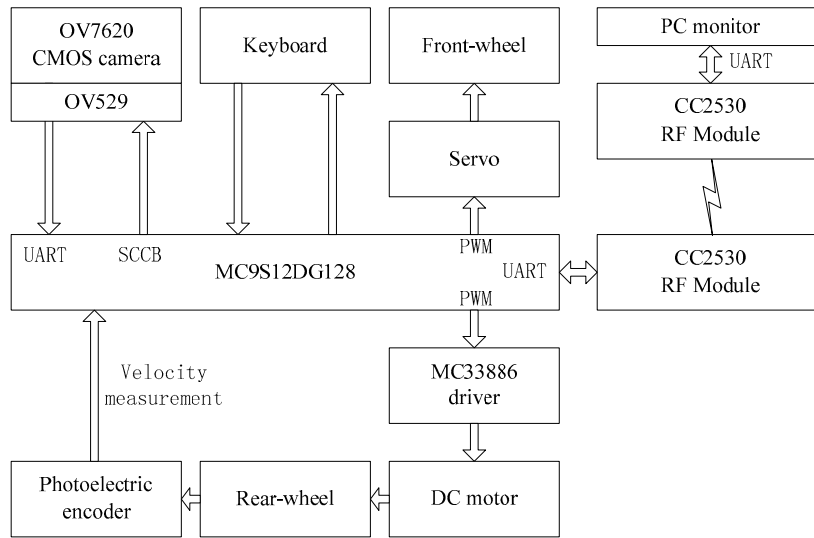 OV7620
CMOS camera
OV529
Keyboard
Front-wheel
Servo
PC monitor
UART
CC2530
RF Module
UART
SCCB
MC9S12DG128
PWM
UART
PWM
CC2530
RF Module
Velocity
measurement
MC33886
driver
Photoelectric
encoder
Rear-wheel
DC motor